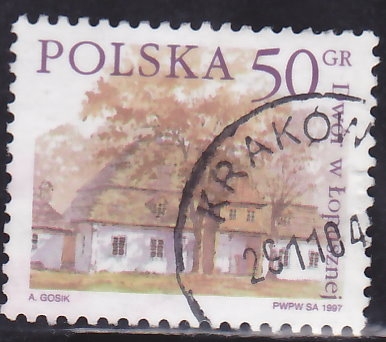 POLSKA 50 GR
Dwór w Łopusznej
KRAKÓW
A. GOSIK
PWPW SA 1997